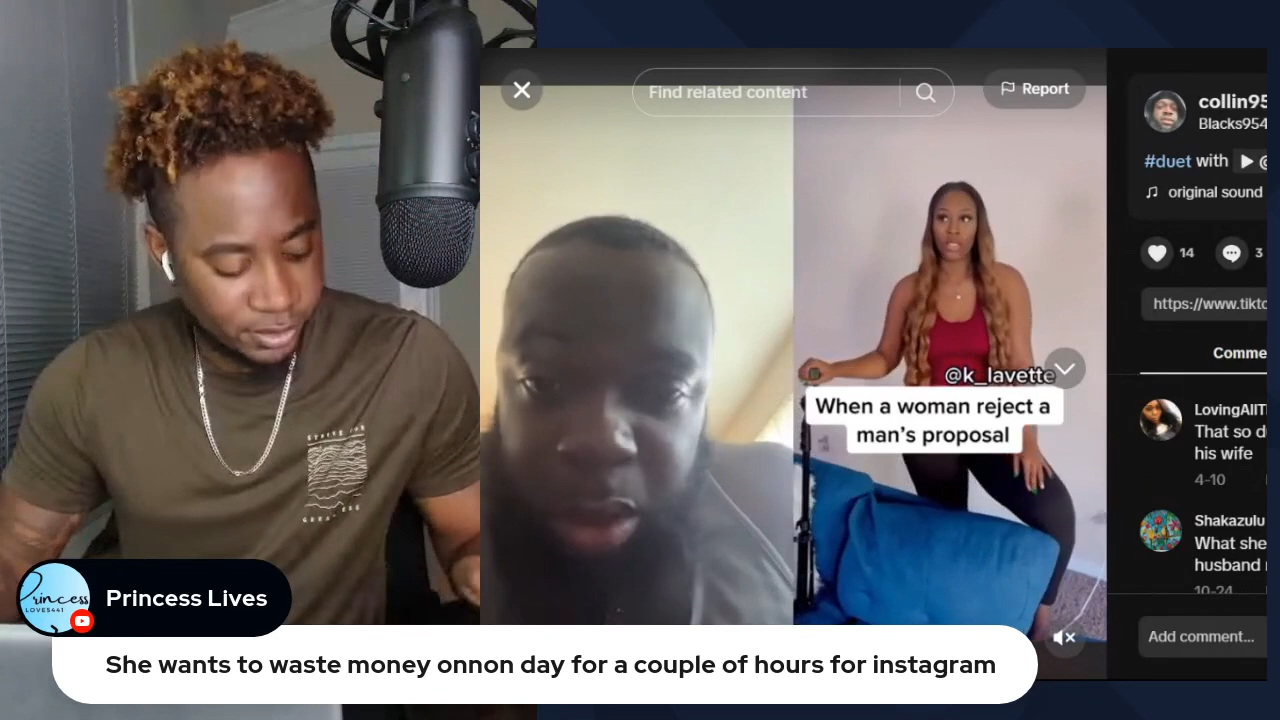 Find related content
Report
collin95
Blacks954
#duet with
original sound
14
3
https://www.tikto
Comme
LovingAllT
That so d
his wife
4-10
Shakazulu
What she
husband
10-24
Add comment...
@k_lavette
When a woman reject a
man's proposal
Princess
LOVES441
Princess Lives
She wants to waste money onnon day for a couple of hours for instagram